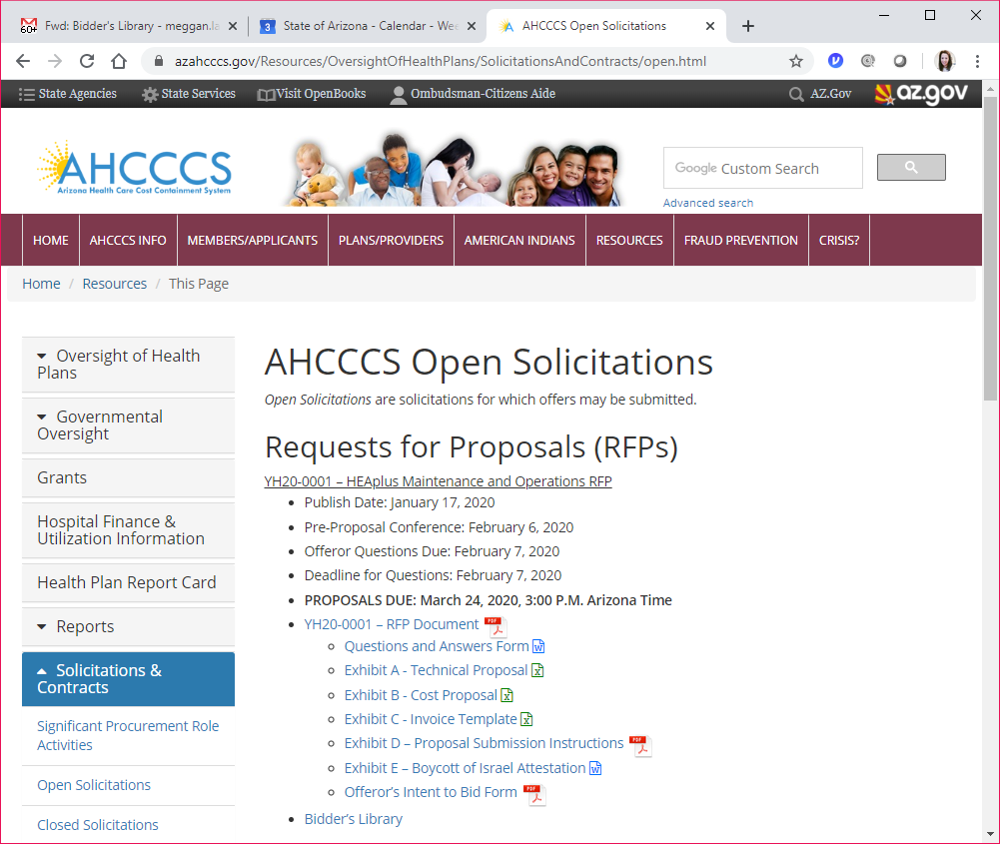 60+ Fwd: Bidder's Library - meggan.la
3 State of Arizona - Calendar - Wee
AHCCCS Open Solicitations
azahcccs.gov/Resources/OversightOfHealthPlans/SolicitationsAndContracts/open.html
State Agencies State Services Visit OpenBooks Ombudsman-Citizens Aide AZ.Gov az.gov
AHCCCS
Arizona Health Care Cost Containment System
Google Custom Search
Advanced search
HOME AHCCCS INFO MEMBERS/APPLICANTS PLANS/PROVIDERS AMERICAN INDIANS RESOURCES FRAUD PREVENTION CRISIS?
Home / Resources / This Page
Oversight of Health
Plans
Governmental
Oversight
Grants
Hospital Finance &
Utilization Information
Health Plan Report Card
Reports
Solicitations &
Contracts
Significant Procurement Role
Activities
Open Solicitations
Closed Solicitations
AHCCCS Open Solicitations
Open Solicitations are solicitations for which offers may be submitted.
Requests for Proposals (RFPs)
YH20-0001 – HEAplus Maintenance and Operations RFP
• Publish Date: January 17, 2020
• Pre-Proposal Conference: February 6, 2020
• Offeror Questions Due: February 7, 2020
• Deadline for Questions: February 7, 2020
• PROPOSALS DUE: March 24, 2020, 3:00 P.M. Arizona Time
• YH20-0001 – RFP Document PDF
Questions and Answers Form
Exhibit A - Technical Proposal
Exhibit B - Cost Proposal
Exhibit C - Invoice Template
Exhibit D – Proposal Submission Instructions PDF
Exhibit E – Boycott of Israel Attestation
Offeror's Intent to Bid Form PDF
• Bidder's Library